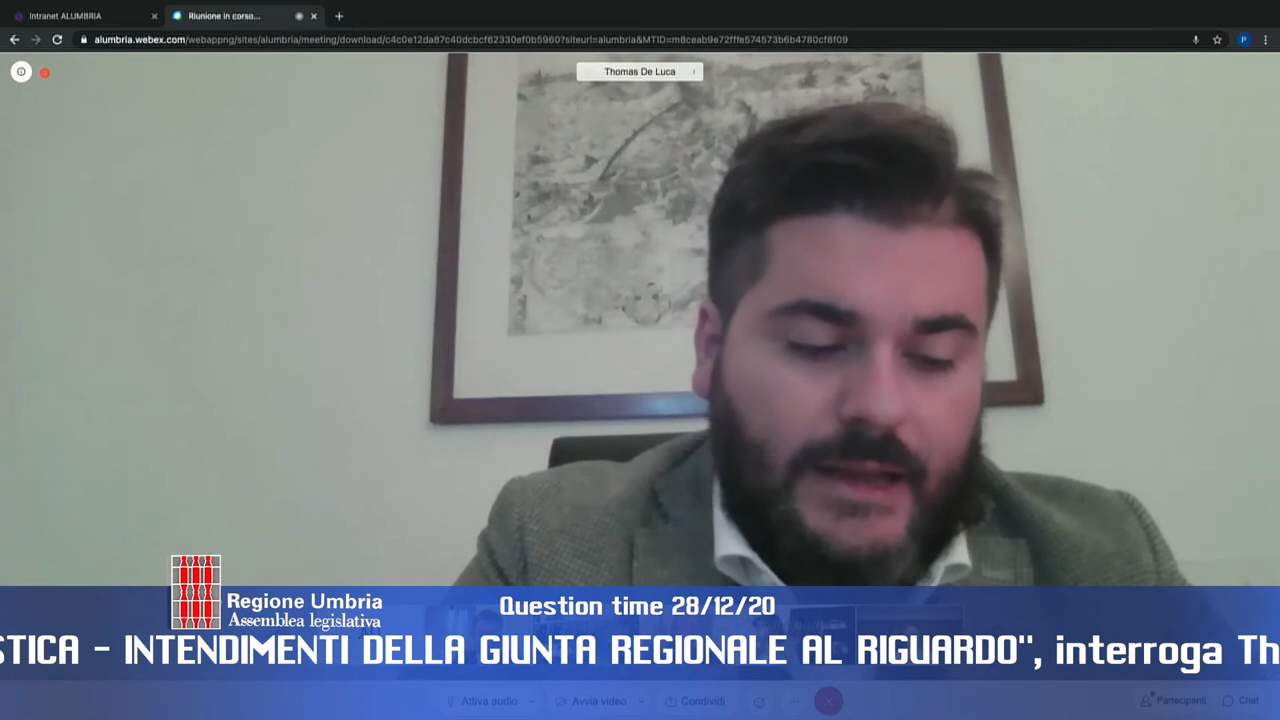 Intranet ALUMBRIA
Riunione in corso...
alumbria.webex.com/webappng/sites/alumbria/meeting/download/c4c0e12da87c40dcbcf62330ef0b5960?siteurl=alumbria&MTID=m8ceab9e72fffe574573b6b4780cf8f09
P
Thomas De Luca
Regione Umbria
Assemblea legislativa
Question time 28/12/20
STICA - INTENDIMENTI DELLA GIUNTA REGIONALE AL RIGUARDO", interroga Th
Attiva audio
Avvia video
Condividi
Partecipanti
Chat